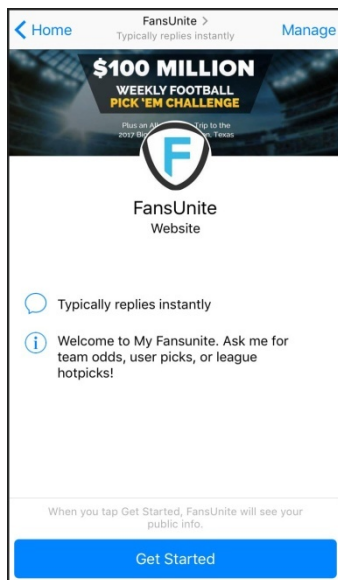 Home
FansUnite >
Typically replies instantly
Manage
$100 MILLION
WEEKLY FOOTBALL
PICK 'EM CHALLENGE
Plus an All Trip to the
2017 Big Texas
F
FansUnite
Website
Typically replies instantly
Welcome to My Fansunite. Ask me for
team odds, user picks, or league
hotpicks!
When you tap Get Started, FansUnite will see your
public info.
Get Started